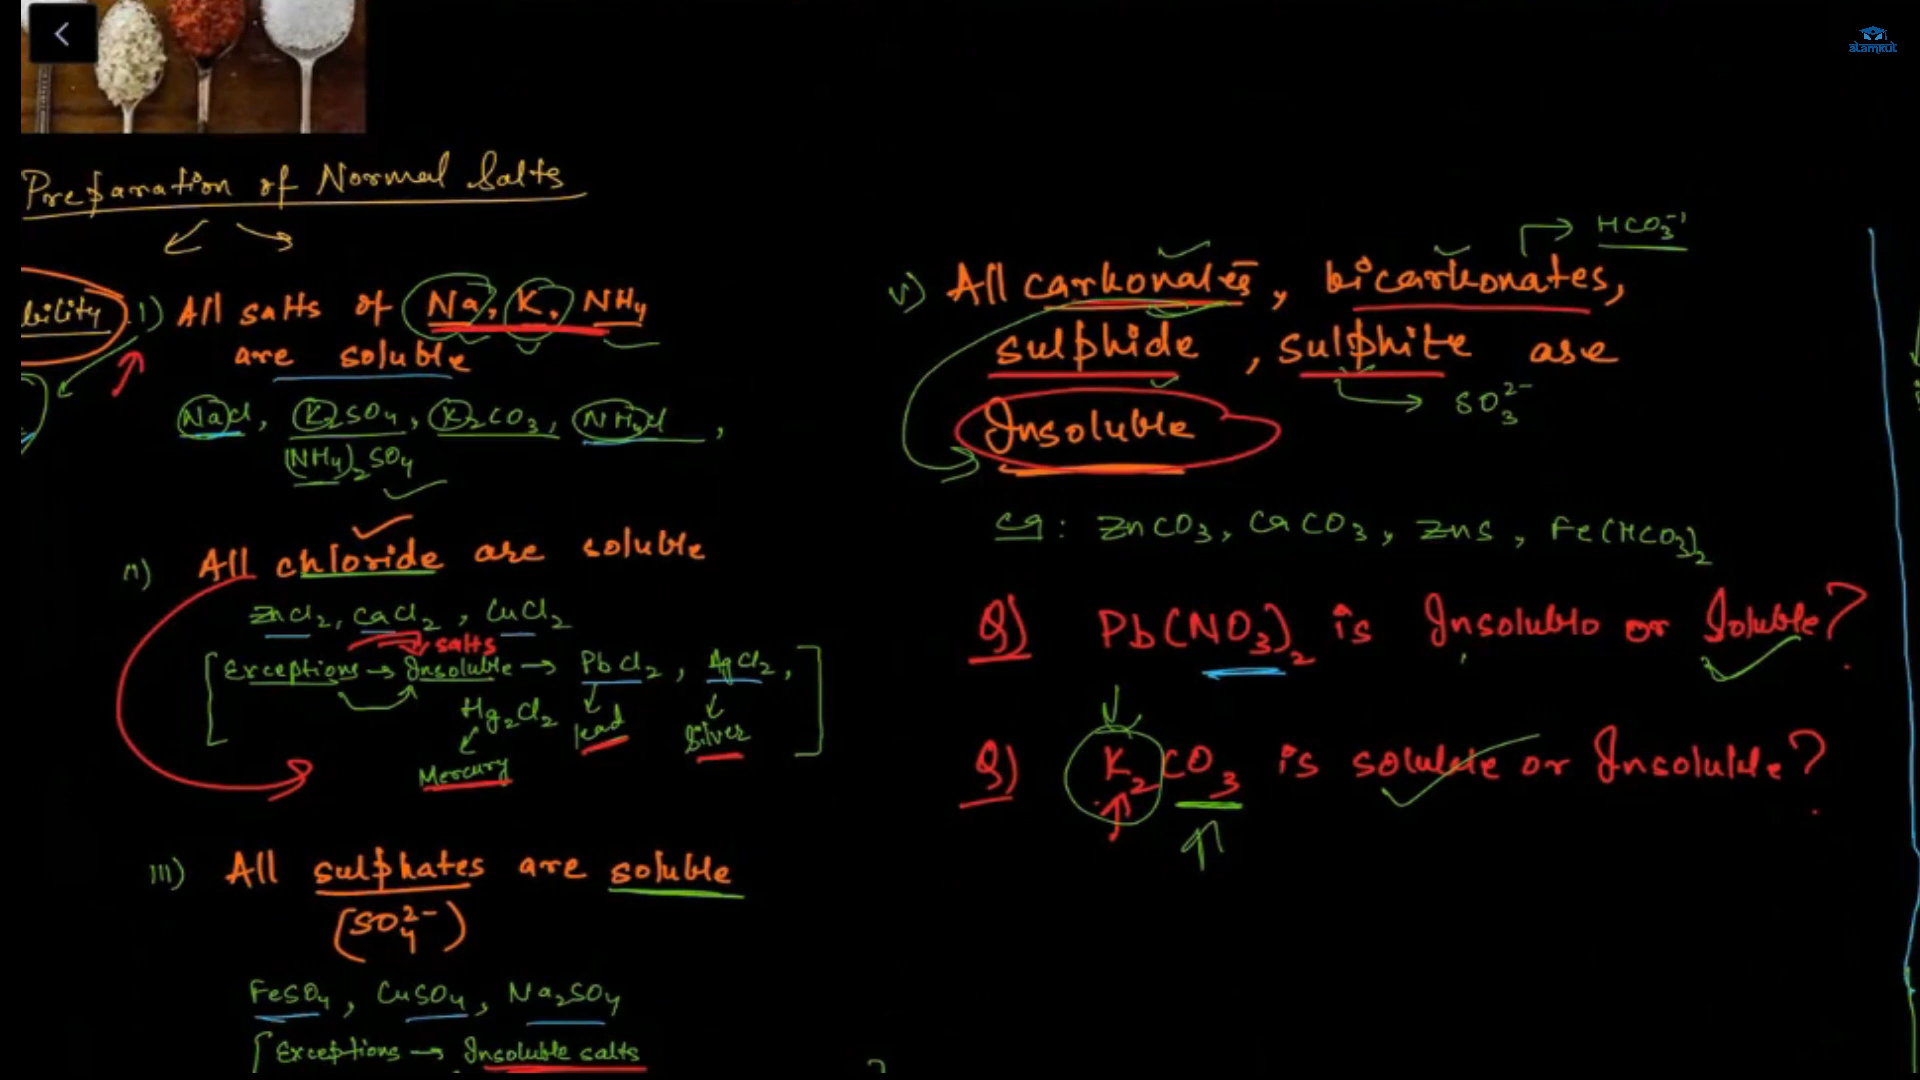 alamkut
Preparation of Normal Salts
bility
I) All salts of Na, K, NH4
are soluble
NaCl, K2SO4, K2CO3, NH4Cl,
(NH4)2SO4
II) All chloride are soluble
ZnCl2, CaCl2, CuCl2
salts
[Exceptions → Insoluble → PbCl2, AgCl2,]
Hg2Cl2 lead Silver
Mercury
III) All sulphates are soluble
(SO4 2-)
FeSO4, CuSO4, Na2SO4
[Exceptions → Insoluble salts
HCO3 -1
V) All carbonates, bicarbonates,
sulphide, sulphite are
SO3 2-
Insoluble
eg: ZnCO3, CaCO3, ZnS, Fe(HCO3)2
Q) Pb(NO3)2 is Insoluble or Soluble?
Q) K2CO3 is soluble or Insoluble?